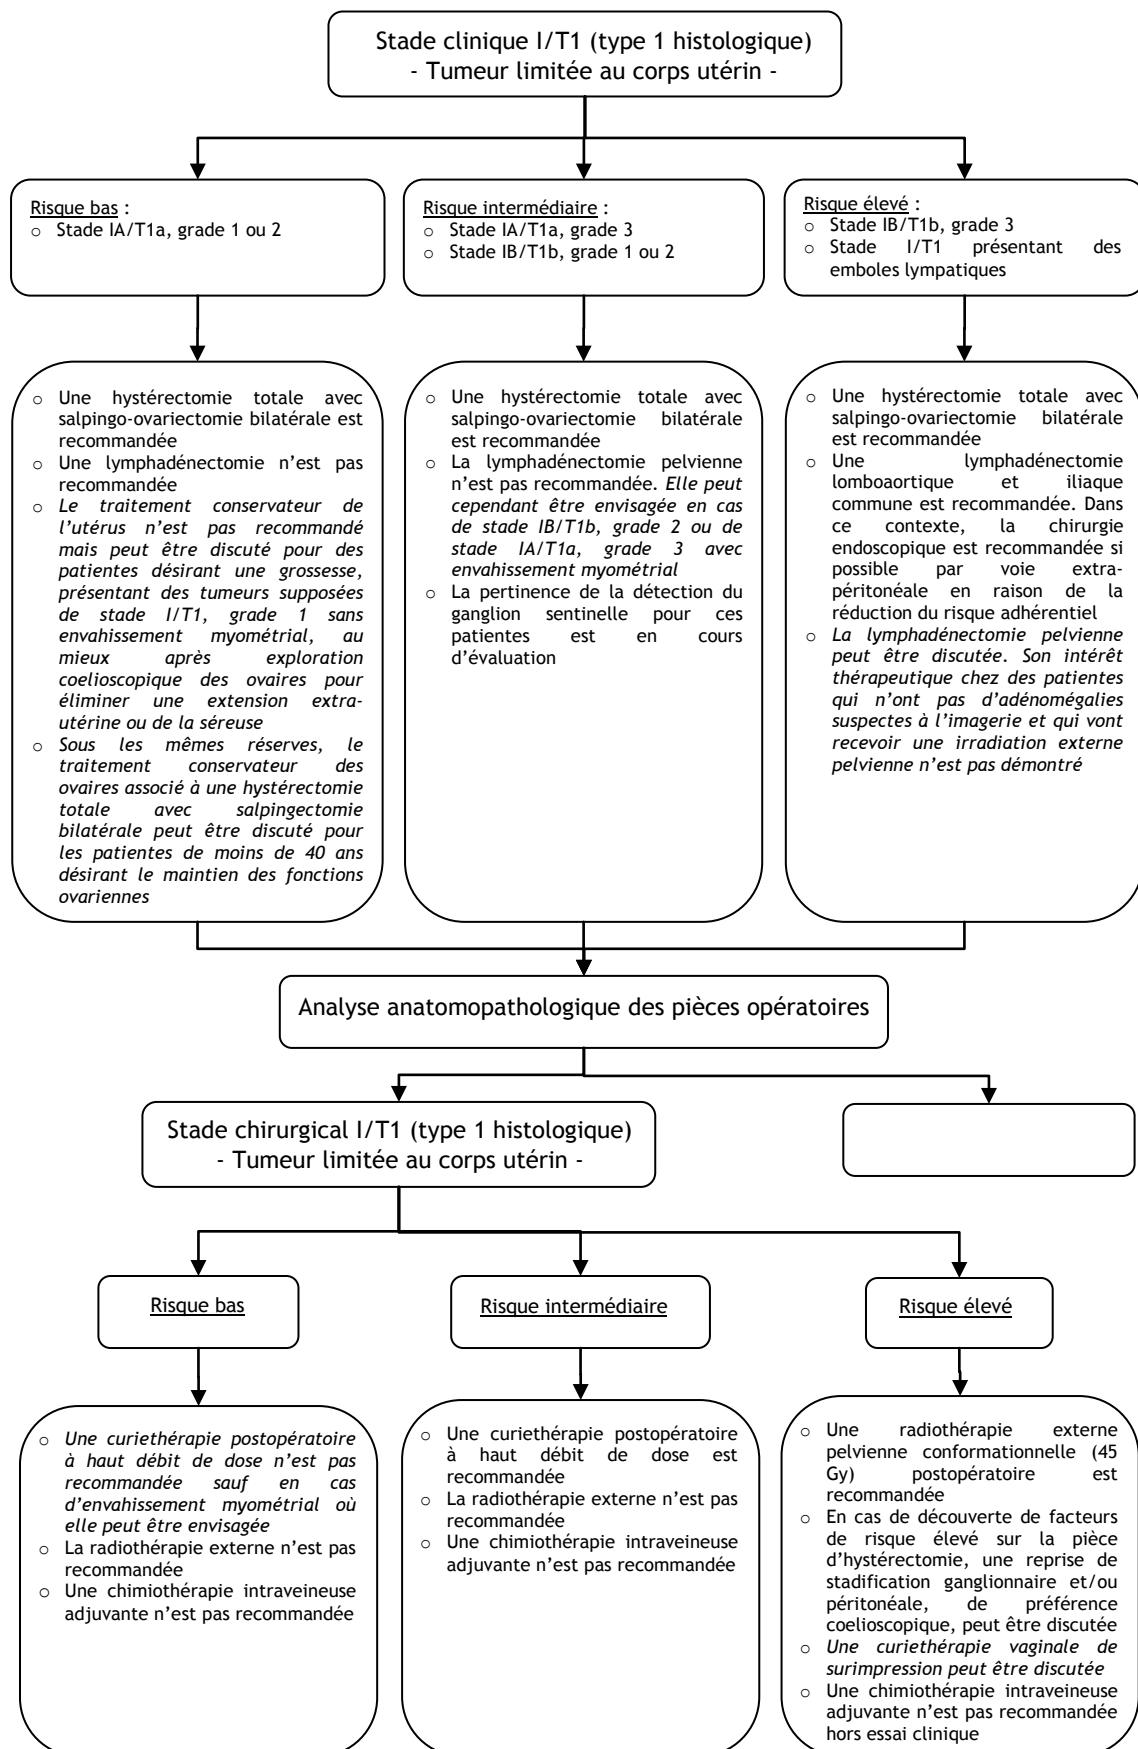 Stade clinique I/T1 (type 1 histologique)
- Tumeur limitée au corps utérin -
Risque bas :
o Stade IA/T1a, grade 1 ou 2
Risque intermédiaire :
o Stade IA/T1a, grade 3
o Stade IB/T1b, grade 1 ou 2
Risque élevé :
o Stade IB/T1b, grade 3
o Stade I/T1 présentant des
emboles lympatiques
o Une hystérectomie totale avec
salpingo-ovariectomie bilatérale est
recommandée
o Une lymphadénectomie n'est pas
recommandée
o Le traitement conservateur de
l'utérus n'est pas recommandé
mais peut être discuté pour des
patientes désirant une grossesse,
présentant des tumeurs supposées
de stade I/T1, grade 1 sans
envahissement myométrial, au
mieux après exploration
coelioscopique des ovaires pour
éliminer une extension extra-
utérine ou de la séreuse
o Sous les mêmes réserves, le
traitement conservateur des
ovaires associé à une hystérectomie
totale avec salpingectomie
bilatérale peut être discuté pour
les patientes de moins de 40 ans
désirant le maintien des fonctions
ovariennes
o Une hystérectomie totale avec
salpingo-ovariectomie bilatérale
est recommandée
o La lymphadénectomie pelvienne
n'est pas recommandée. Elle peut
cependant être envisagée en cas
de stade IB/T1b, grade 2 ou de
stade IA/T1a, grade 3 avec
envahissement myométrial
o La pertinence de la détection du
ganglion sentinelle pour ces
patientes est en cours
d'évaluation
o Une hystérectomie totale avec
salpingo-ovariectomie bilatérale
est recommandée
o Une lymphadénectomie
lomboaortique et iliaque
commune est recommandée. Dans
ce contexte, la chirurgie
endoscopique est recommandée si
possible par voie extra-
péritonéale en raison de la
réduction du risque adhérentiel
o La lymphadénectomie pelvienne
peut être discutée. Son intérêt
thérapeutique chez des patientes
qui n'ont pas d'adénomégalies
suspectes à l'imagerie et qui vont
recevoir une irradiation externe
pelvienne n'est pas démontré
Analyse anatomopathologique des pièces opératoires
Stade chirurgical I/T1 (type 1 histologique)
- Tumeur limitée au corps utérin -
Risque bas
Risque intermédiaire
Risque élevé
o Une curiethérapie postopératoire
à haut débit de dose n'est pas
recommandée sauf en cas
d'envahissement myométrial où
elle peut être envisagée
o La radiothérapie externe n'est pas
recommandée
o Une chimiothérapie intraveineuse
adjuvante n'est pas recommandée
o Une curiethérapie postopératoire
à haut débit de dose est
recommandée
o La radiothérapie externe n'est pas
recommandée
o Une chimiothérapie intraveineuse
adjuvante n'est pas recommandée
o Une radiothérapie externe
pelvienne conformationnelle (45
Gy) postopératoire est
recommandée
o En cas de découverte de facteurs
de risque élevé sur la pièce
d'hystérectomie, une reprise de
stadification ganglionnaire et/ou
péritonéale, de préférence
coelioscopique, peut être discutée
o Une curiethérapie vaginale de
surimpression peut être discutée
o Une chimiothérapie intraveineuse
adjuvante n'est pas recommandée
hors essai clinique